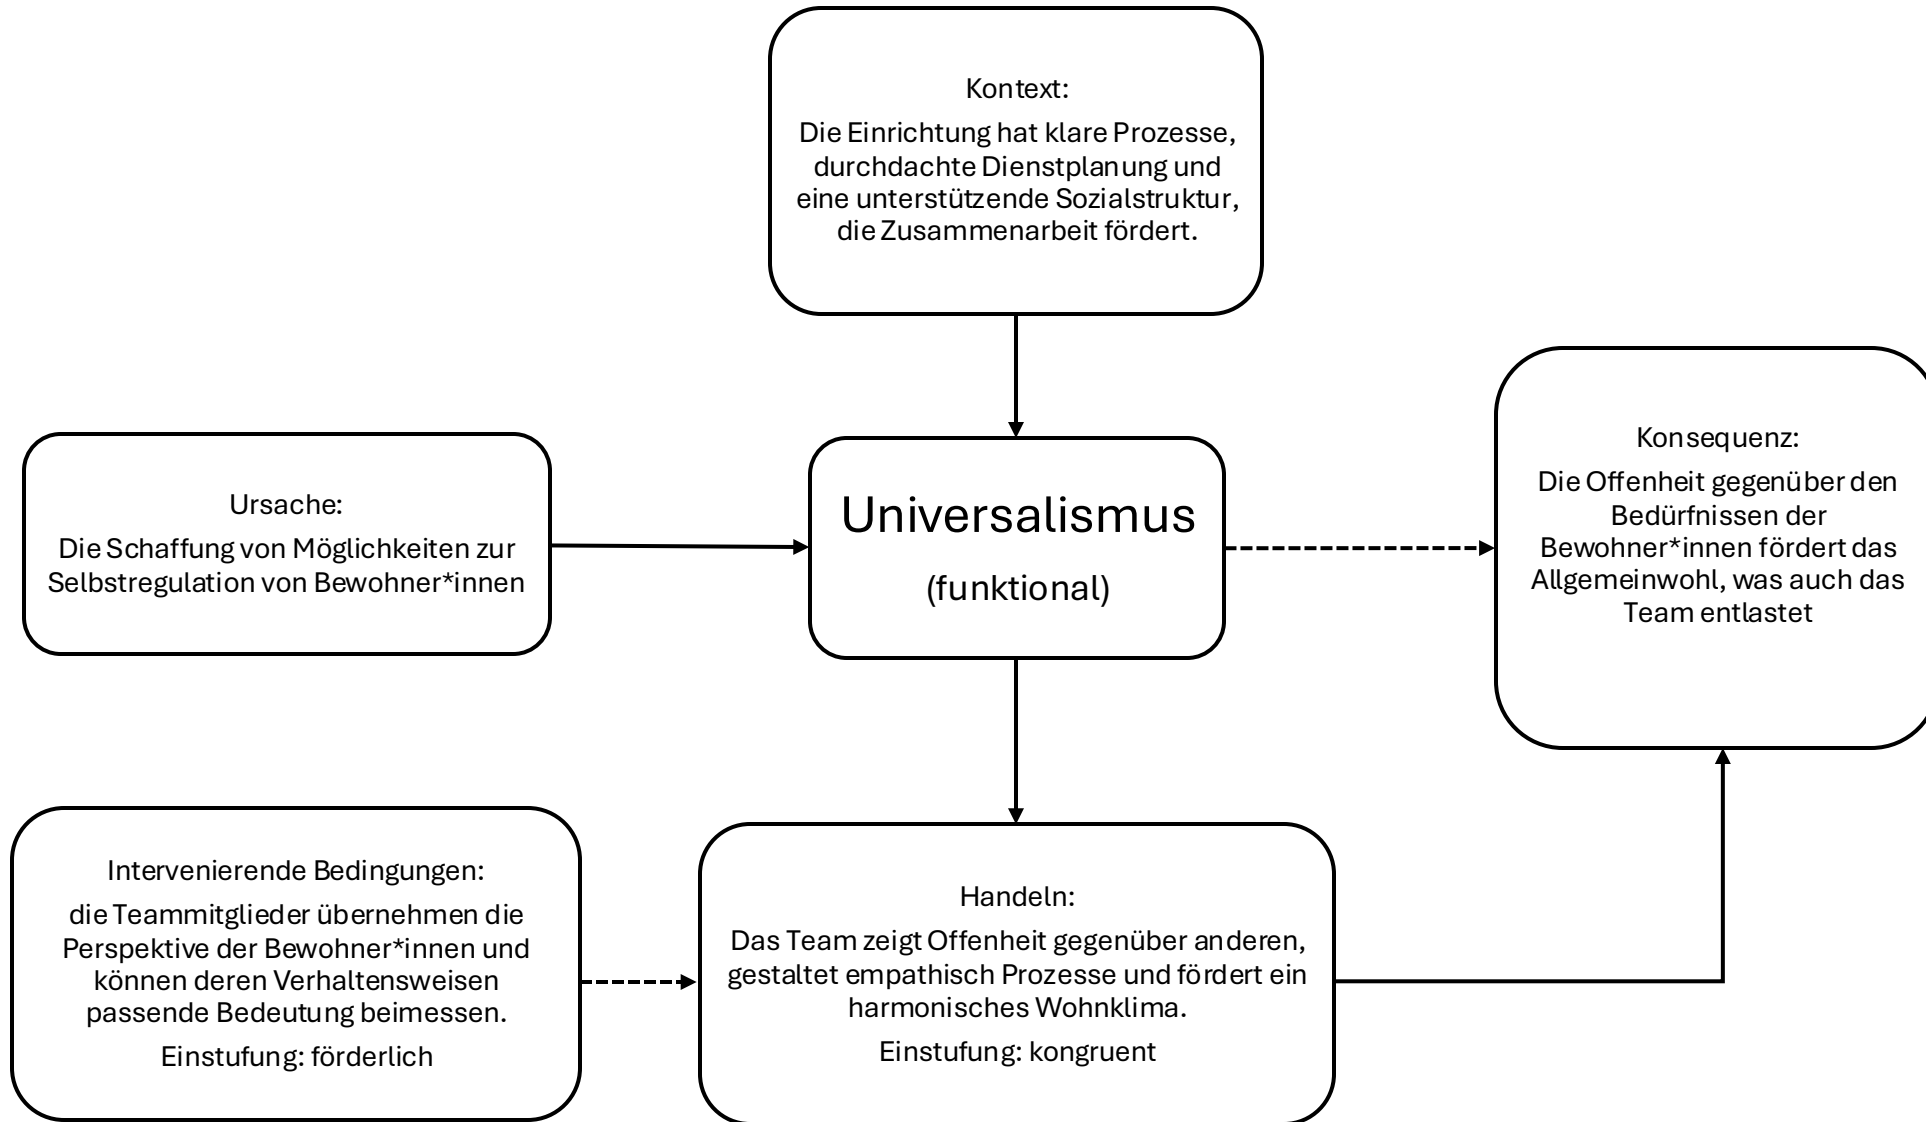 Kontext:
Die Einrichtung hat klare Prozesse,
durchdachte Dienstplanung und
eine unterstützende Sozialstruktur,
die Zusammenarbeit fördert.
Ursache:
Die Schaffung von Möglichkeiten zur
Selbstregulation von Bewohner*innen
Universalismus
(funktional)
Konsequenz:
Die Offenheit gegenüber den
Bedürfnissen der
Bewohner*innen fördert das
Allgemeinwohl, was auch das
Team entlastet
Intervenierende Bedingungen:
die Teammitglieder übernehmen die
Perspektive der Bewohner*innen und
können deren Verhaltensweisen
passende Bedeutung beimessen.
Einstufung: förderlich
Handeln:
Das Team zeigt Offenheit gegenüber anderen,
gestaltet empathisch Prozesse und fördert ein
harmonisches Wohnklima.
Einstufung: kongruent